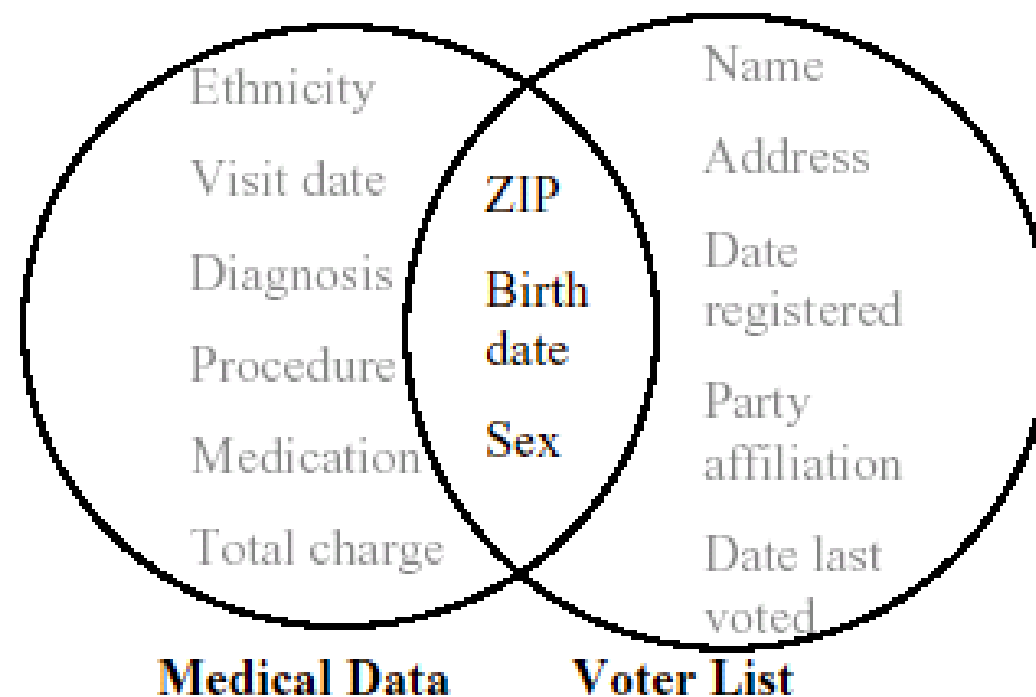 Ethnicity
Visit date
Diagnosis
Procedure
Medication
Total charge
ZIP
Birth
date
Sex
Name
Address
Date
registered
Party
affiliation
Date last
voted
Medical Data
Voter List